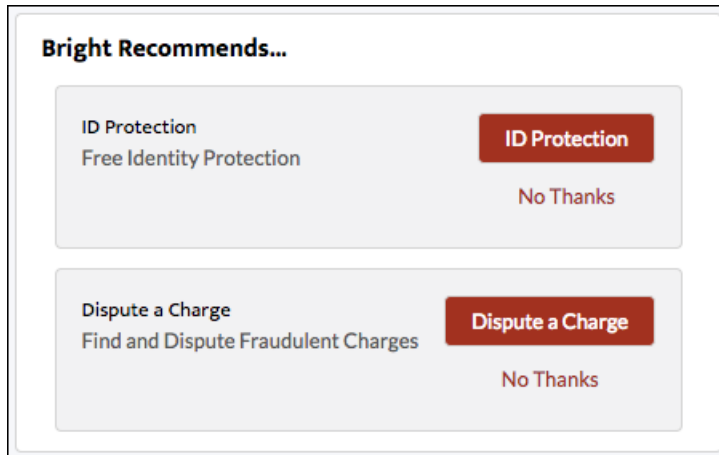 Bright Recommends...
ID Protection
Free Identity Protection
ID Protection
No Thanks
Dispute a Charge
Find and Dispute Fraudulent Charges
Dispute a Charge
No Thanks